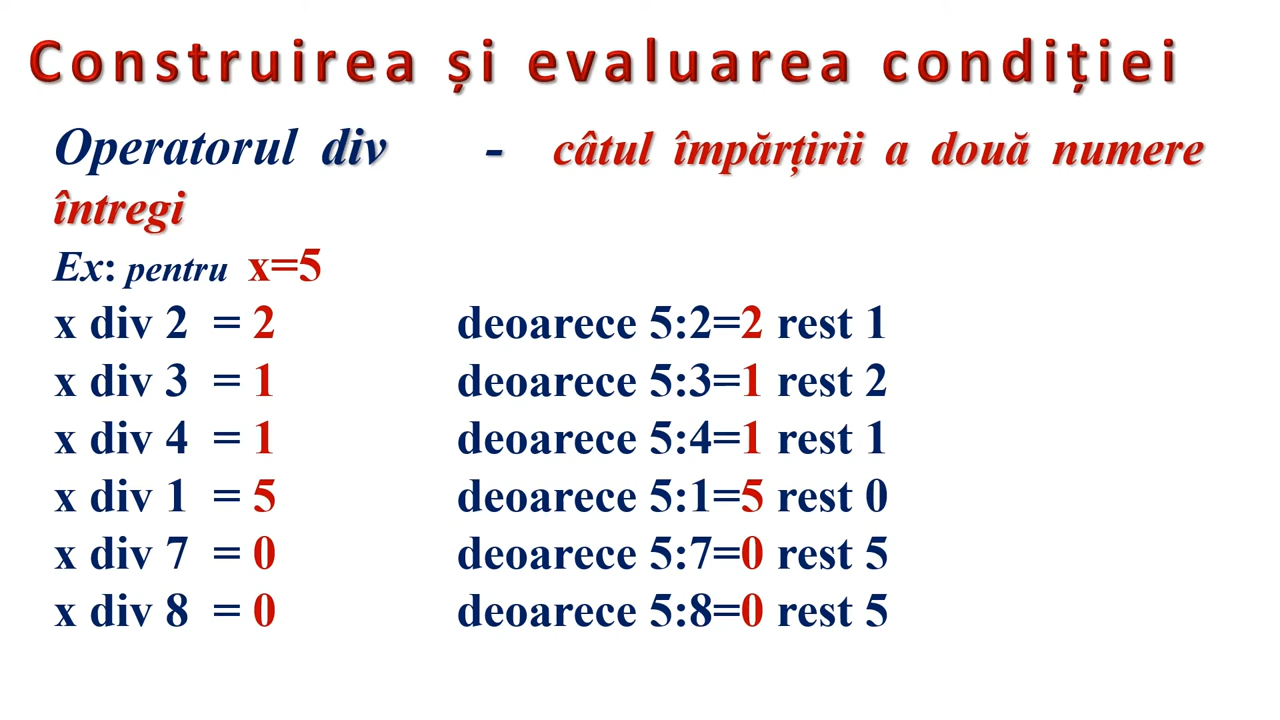 Construirea și evaluarea condiției
Operatorul div - câtul împărțirii a două numere
întregi
Ex: pentru x=5
x div 2 = 2 deoarece 5:2=2 rest 1
x div 3 = 1 deoarece 5:3=1 rest 2
x div 4 = 1 deoarece 5:4=1 rest 1
x div 1 = 5 deoarece 5:1=5 rest 0
x div 7 = 0 deoarece 5:7=0 rest 5
x div 8 = 0 deoarece 5:8=0 rest 5